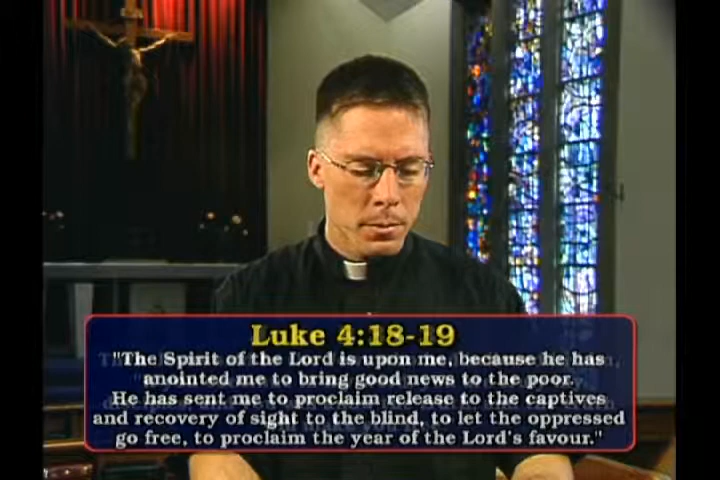 Luke 4:18-19
"The Spirit of the Lord is upon me, because he has
anointed me to bring good news to the poor.
He has sent me to proclaim release to the captives
and recovery of sight to the blind, to let the oppressed
go free, to proclaim the year of the Lord's favour."